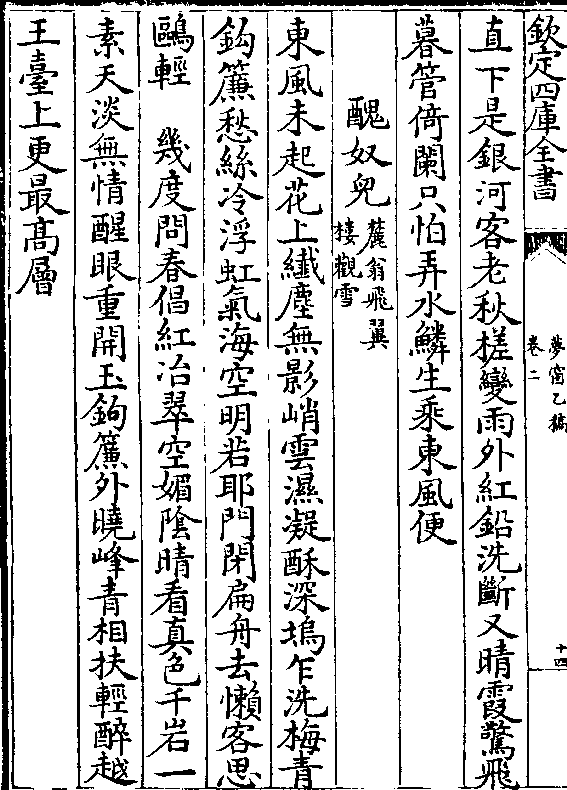 欽定四庫全書
夢窗乙稿
卷二
十四
直下是銀河客老秋槎變雨外紅鉛洗斷又晴霞驚飛
暮管倚闌只怕弄水鱗生乘東風便
醜奴兒
麓翁飛翼
樓觀雪
東風未起花上纖塵無影峭雲濕凝酥深塢乍洗梅青
鈎簾愁絲冷浮虹氣海空明若耶門閉扁舟去懶客思
鷗輕　幾度問春倡紅冶翠空媚陰晴看真色千岩一
素天淡無情醒眼重開玉鉤簾外曉峰青相扶輕醉越
王臺上更最髙層